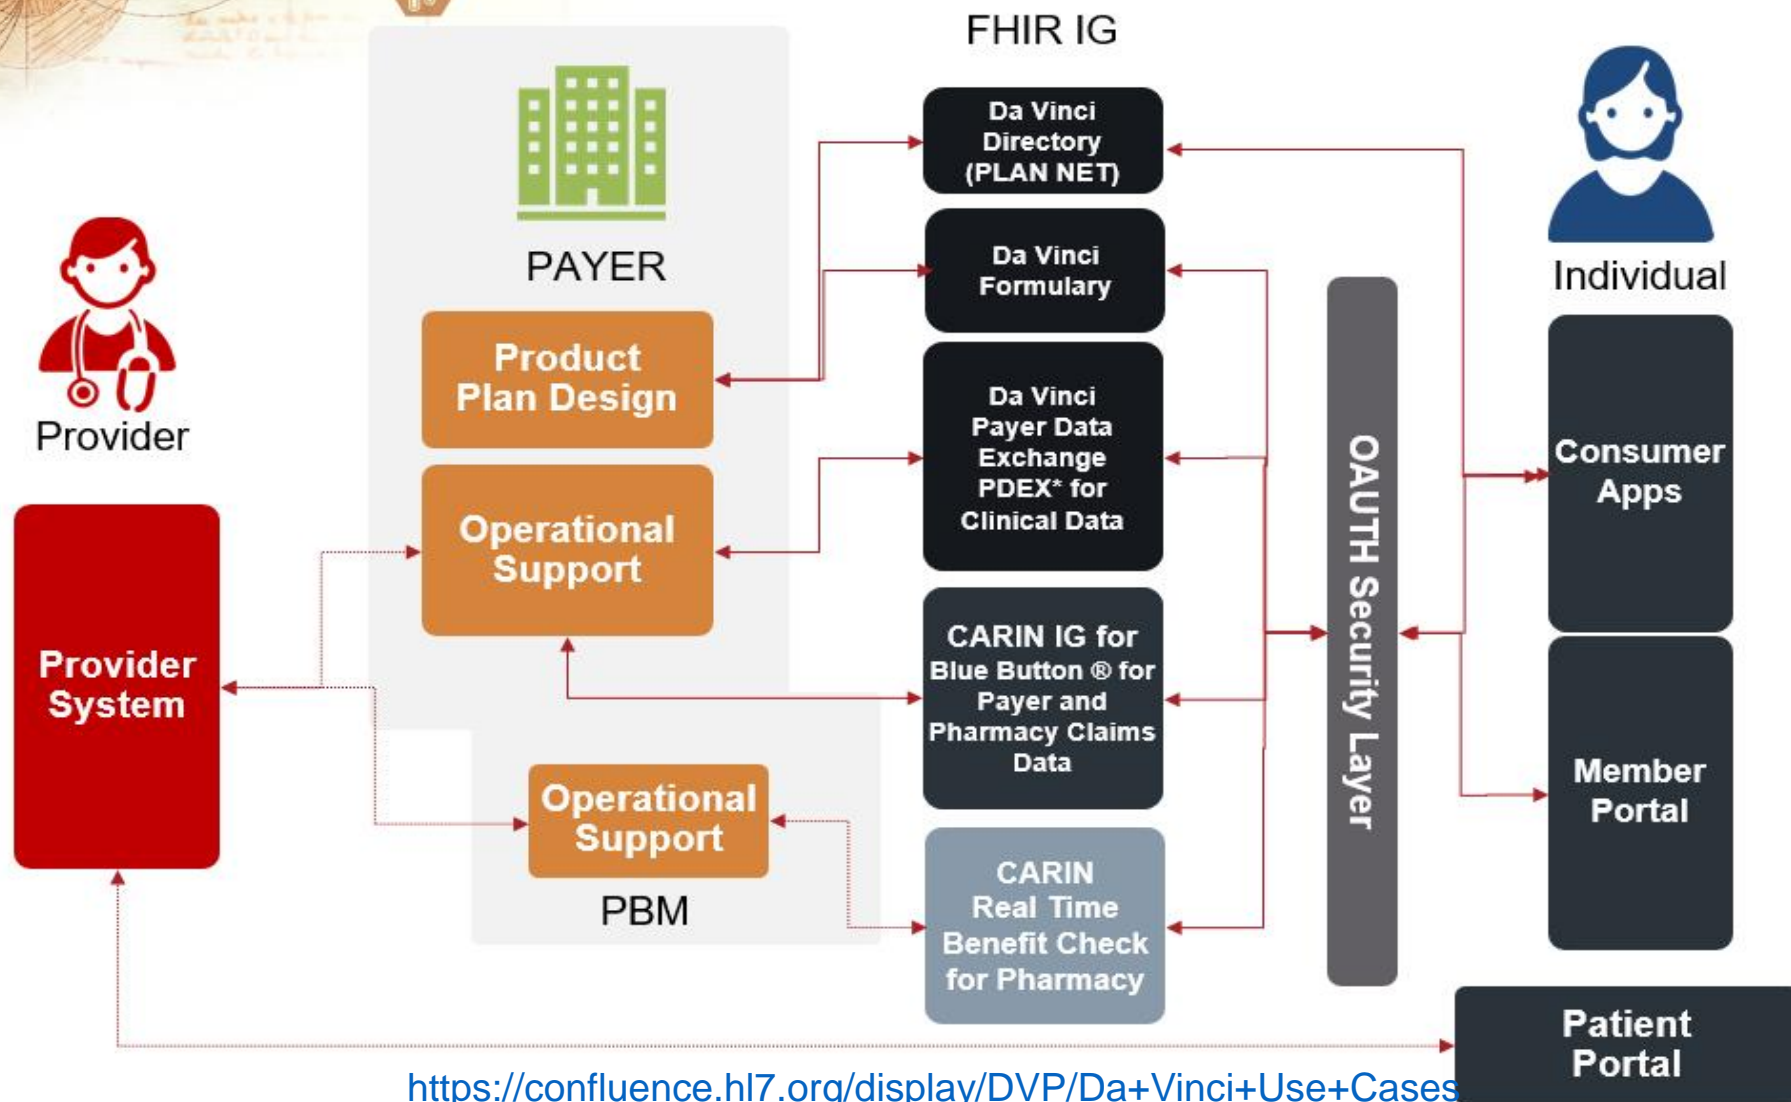 FHIR IG
Da Vinci
Directory
(PLAN NET)
Da Vinci
Formulary
Da Vinci
Payer Data
Exchange
PDEX* for
Clinical Data
CARIN IG for
Blue Button ® for
Payer and
Pharmacy Claims
Data
CARIN
Real Time
Benefit Check
for Pharmacy
PAYER
Product
Plan Design
Operational
Support
Operational
Support
PBM
Provider
Provider
System
OAUTH Security Layer
Individual
Consumer
Apps
Member
Portal
Patient
Portal
https://confluence.hl7.org/display/DVP/Da+Vinci+Use+Cases